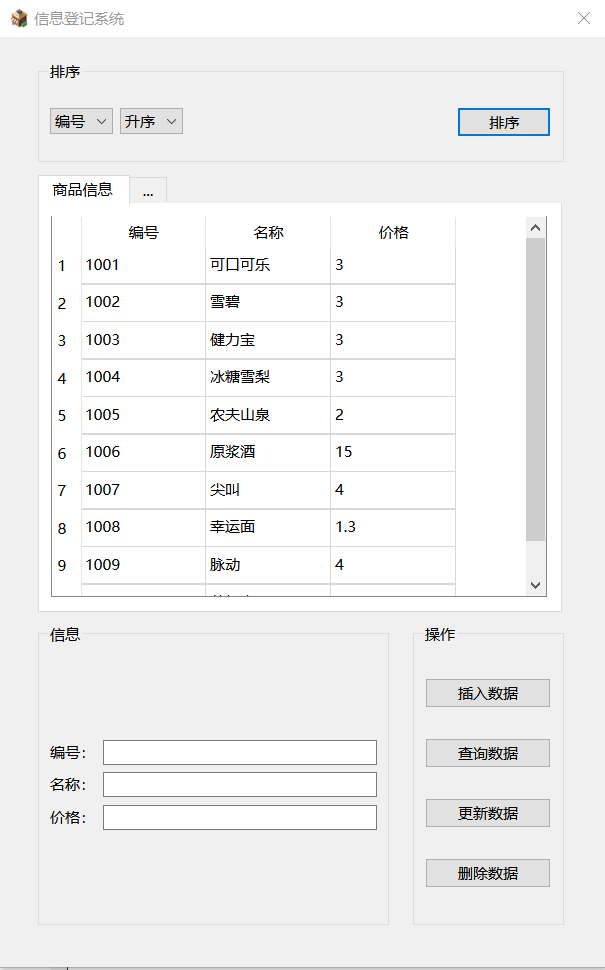 信息登记系统
排序
编号 升序 排序
商品信息 ...
编号 名称 价格
1 1001 可口可乐 3
2 1002 雪碧 3
3 1003 健力宝 3
4 1004 冰糖雪梨 3
5 1005 农夫山泉 2
6 1006 原浆酒 15
7 1007 尖叫 4
8 1008 幸运面 1.3
9 1009 脉动 4
信息
编号：
名称：
价格：
操作
插入数据
查询数据
更新数据
删除数据